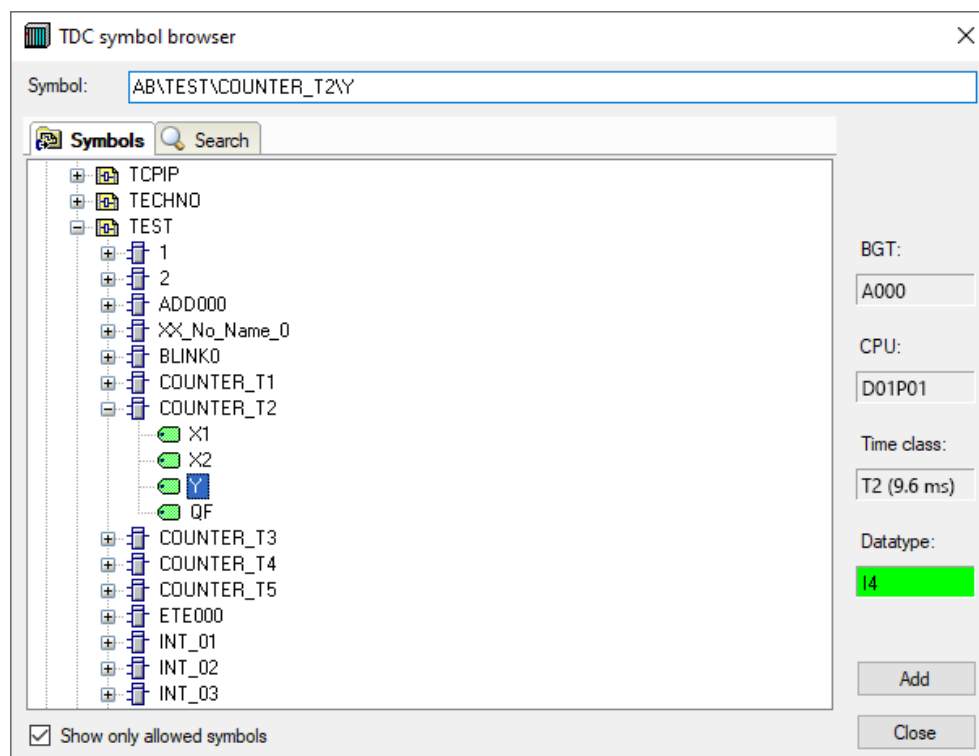 TDC symbol browser
Symbol: AB\TEST\COUNTER_T2\Y
Symbols Search
TCPIP
TECHNO
TEST
1
2
ADD000
XX_No_Name_0
BLINK0
COUNTER_T1
COUNTER_T2
X1
X2
Y
QF
COUNTER_T3
COUNTER_T4
COUNTER_T5
ETE000
INT_01
INT_02
INT_03
Show only allowed symbols
BGT:
A000
CPU:
D01P01
Time class:
T2 (9.6 ms)
Datatype:
I4
Add
Close